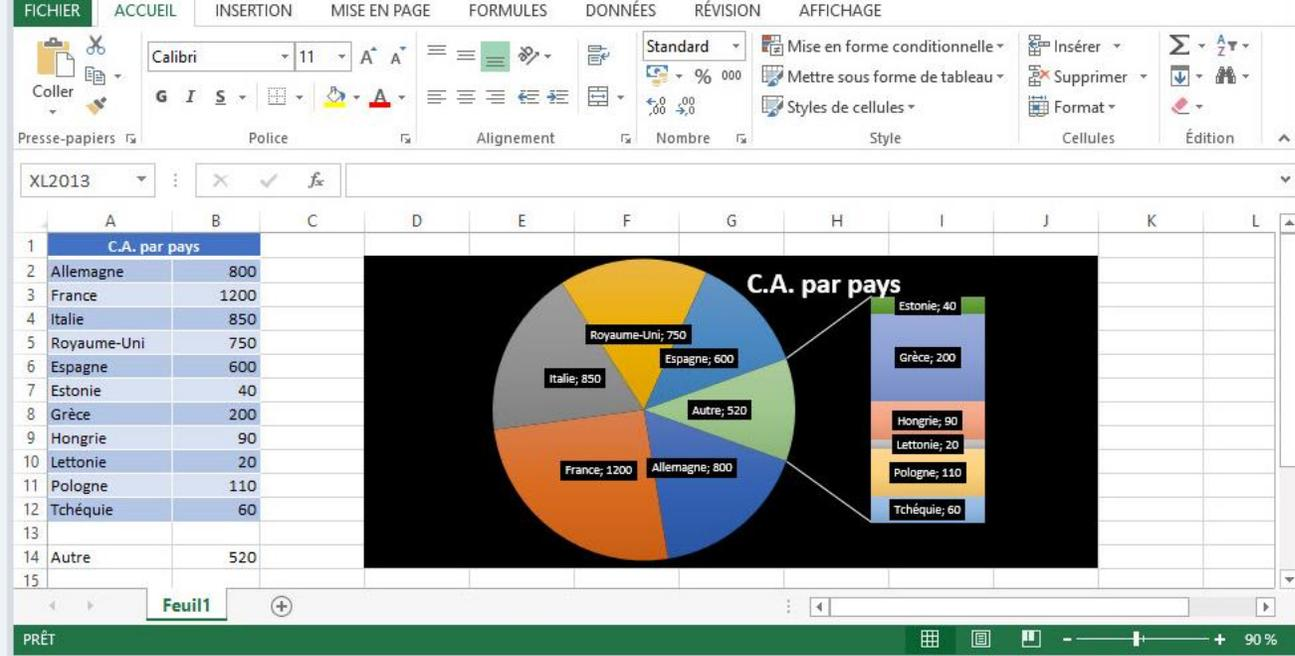 FICHIER ACCUEIL INSERTION MISE EN PAGE FORMULES DONNÉES RÉVISION AFFICHAGE
Coller
Calibri 11 A A
G I S A
Standard
% 000
,00 ,0
Mise en forme conditionnelle
Mettre sous forme de tableau
Styles de cellules
Insérer
Supprimer
Format
Σ A Z
Presse-papiers Police Alignement Nombre Style Cellules Édition
XL2013 fx
A B C D E F G H I J K L
1 C.A. par pays
2 Allemagne 800
3 France 1200
4 Italie 850
5 Royaume-Uni 750
6 Espagne 600
7 Estonie 40
8 Grèce 200
9 Hongrie 90
10 Lettonie 20
11 Pologne 110
12 Tchéquie 60
13
14 Autre 520
15
C.A. par pays
Royaume-Uni; 750
Espagne; 600
Italie; 850
Autre; 520
France; 1200
Allemagne; 800
Estonie; 40
Grèce; 200
Hongrie; 90
Lettonie; 20
Pologne; 110
Tchéquie; 60
Feuil1
PRÊT
90 %